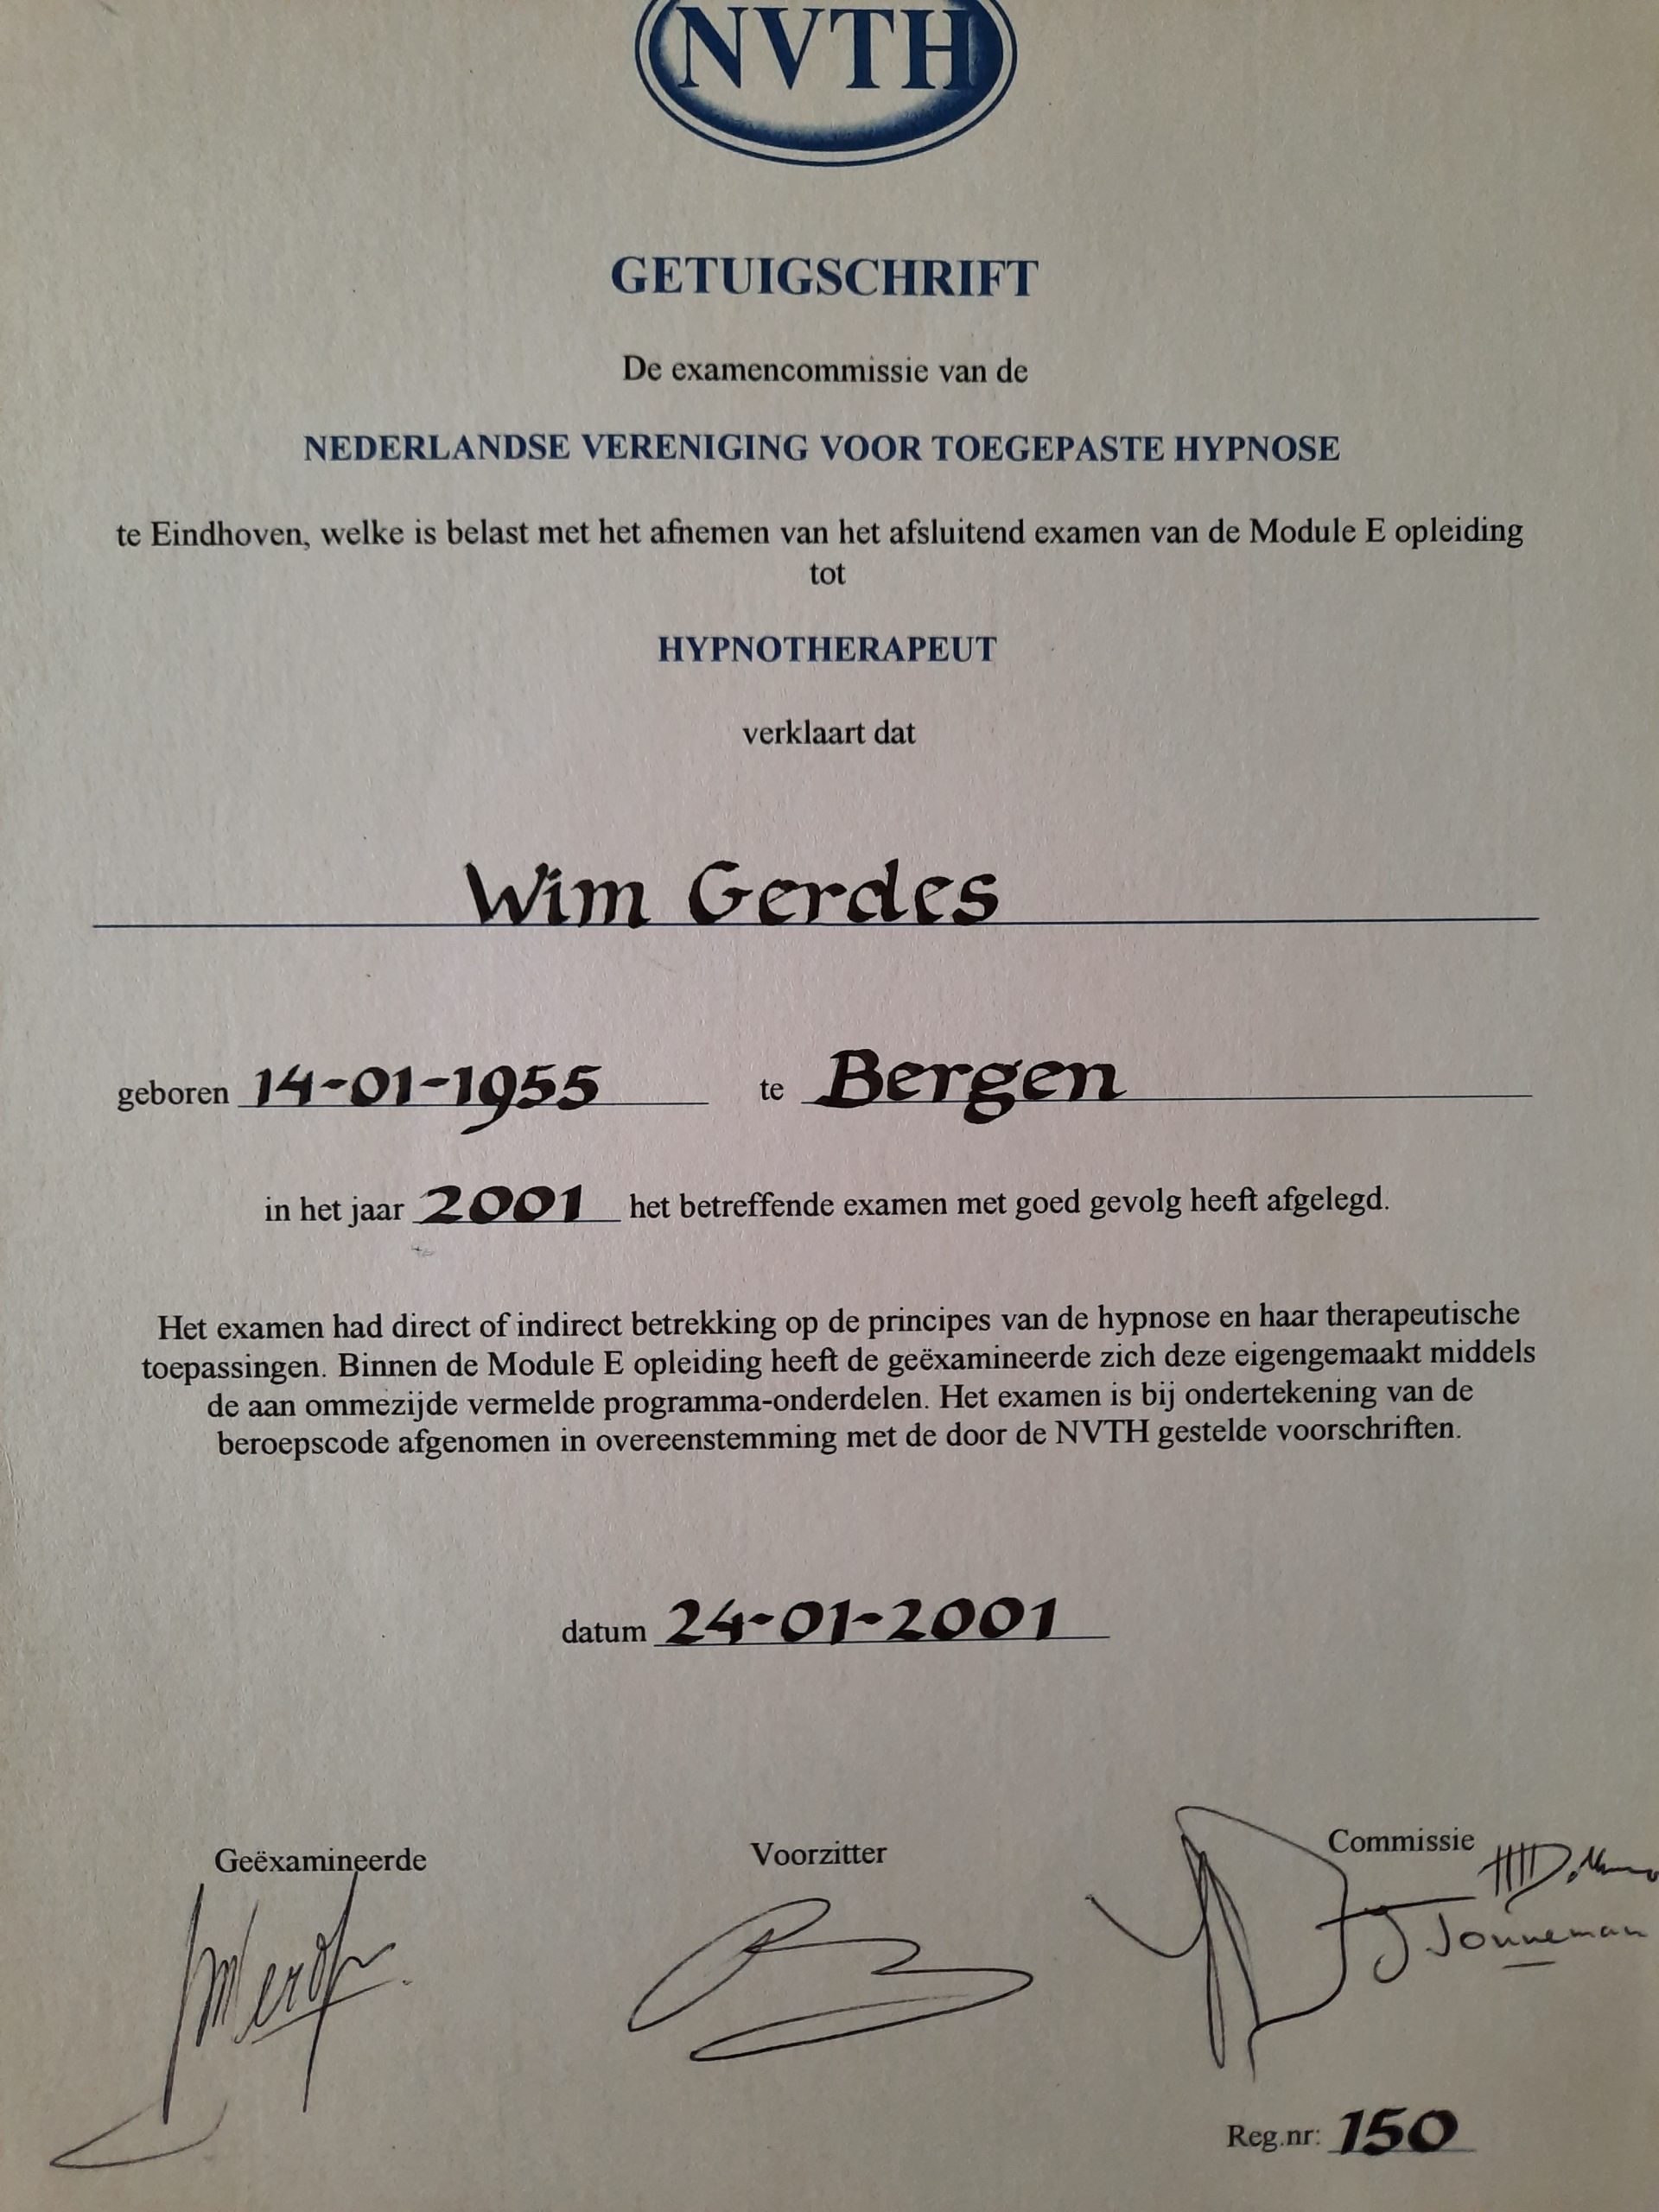 NVTH
GETUIGSCHRIFT
De examencommissie van de
NEDERLANDSE VERENIGING VOOR TOEGEPASTE HYPNOSE
te Eindhoven, welke is belast met het afnemen van het afsluitend examen van de Module E opleiding
tot
HYPNOTHERAPEUT
verklaart dat
Wim Gerdes
geboren 14-01-1955 te Bergen
in het jaar 2001 het betreffende examen met goed gevolg heeft afgelegd.
Het examen had direct of indirect betrekking op de principes van de hypnose en haar therapeutische
toepassingen. Binnen de Module E opleiding heeft de geëxamineerde zich deze eigengemaakt middels
de aan ommezijde vermelde programma-onderdelen. Het examen is bij ondertekening van de
beroepscode afgenomen in overeenstemming met de door de NVTH gestelde voorschriften.
datum 24-01-2001
Geëxamineerde Voorzitter Commissie
J. Jonneman
Reg.nr: 150